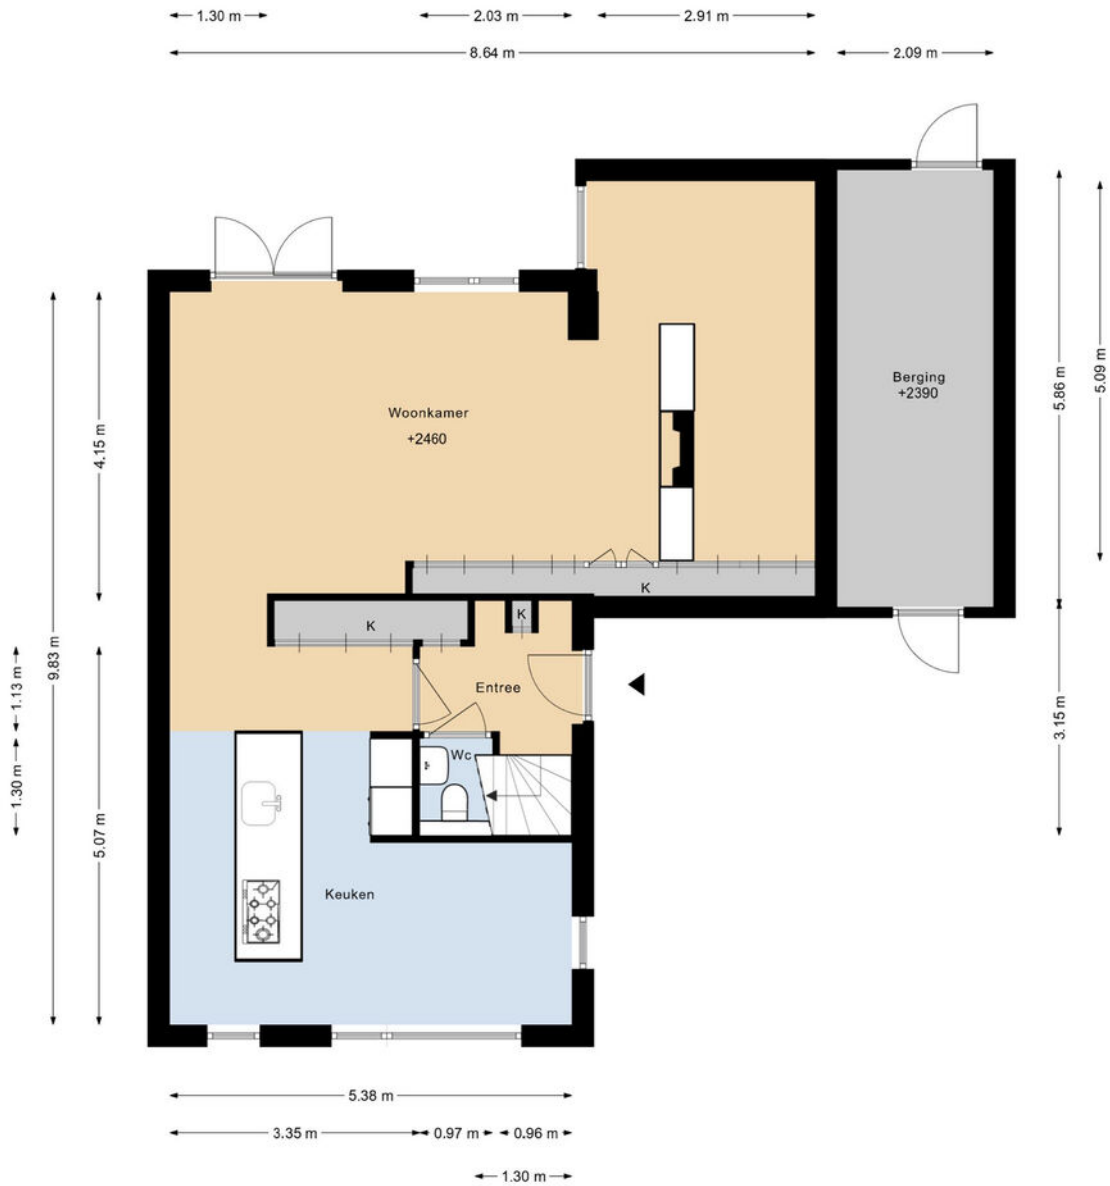 1.30 m
2.03 m
2.91 m
8.64 m
2.09 m
Berging
+2390
5.09 m
5.86 m
Woonkamer
+2460
4.15 m
K
K
K
9.83 m
1.13 m
Entree
3.15 m
Wc
1.30 m
5.07 m
Keuken
5.38 m
3.35 m
0.97 m
0.96 m
1.30 m